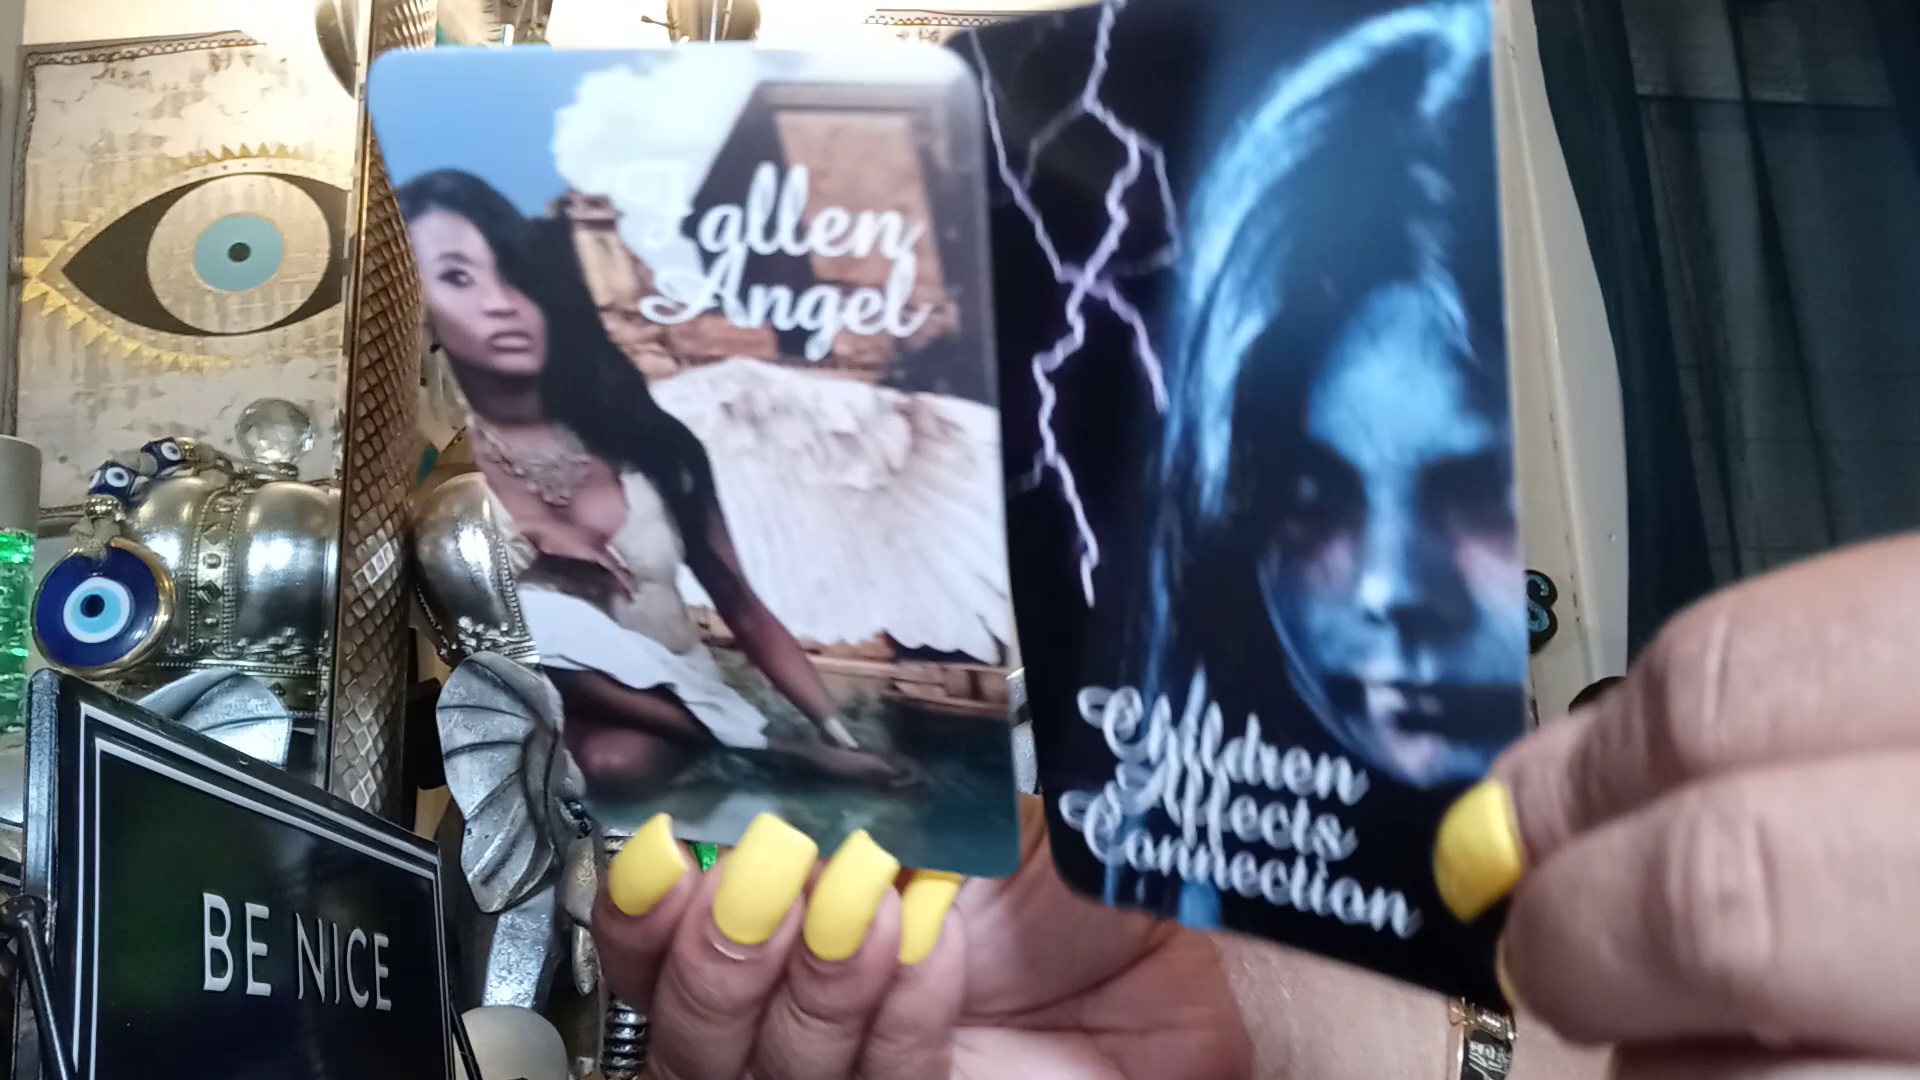 Fallen
Angel
Children
Affects
Connection
BE NICE